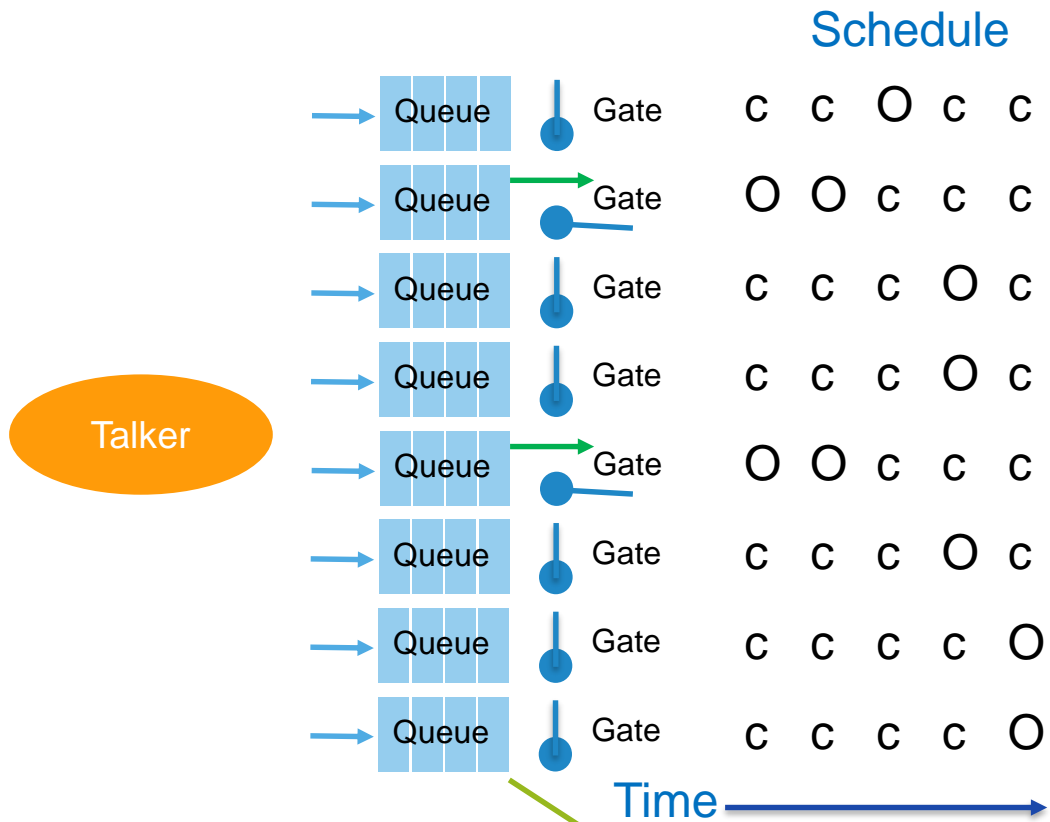 Schedule
Queue Gate c c O c c
Queue Gate O O c c c
Queue Gate c c c O c
Queue Gate c c c O c
Talker
Queue Gate O O c c c
Queue Gate c c c O c
Queue Gate c c c c O
Queue Gate c c c c O
Time